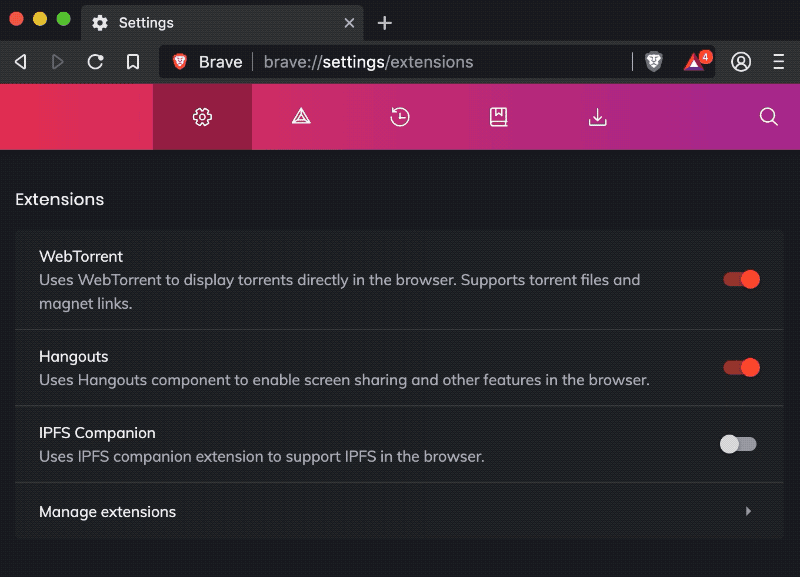 Settings
Brave brave://settings/extensions
4
Extensions
WebTorrent
Uses WebTorrent to display torrents directly in the browser. Supports torrent files and
magnet links.
Hangouts
Uses Hangouts component to enable screen sharing and other features in the browser.
IPFS Companion
Uses IPFS companion extension to support IPFS in the browser.
Manage extensions